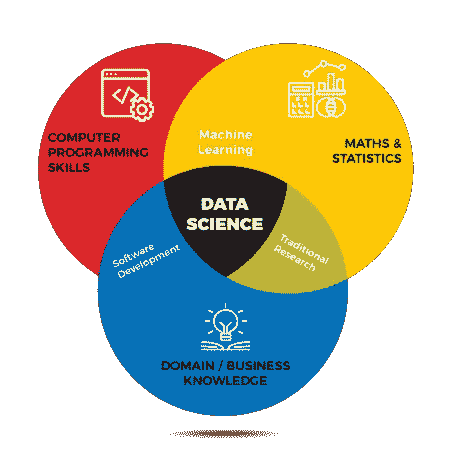 COMPUTER
PROGRAMMING
SKILLS
Machine
Learning
MATHS &
STATISTICS
DATA
SCIENCE
Software
Development
Traditional
Research
DOMAIN / BUSINESS
KNOWLEDGE